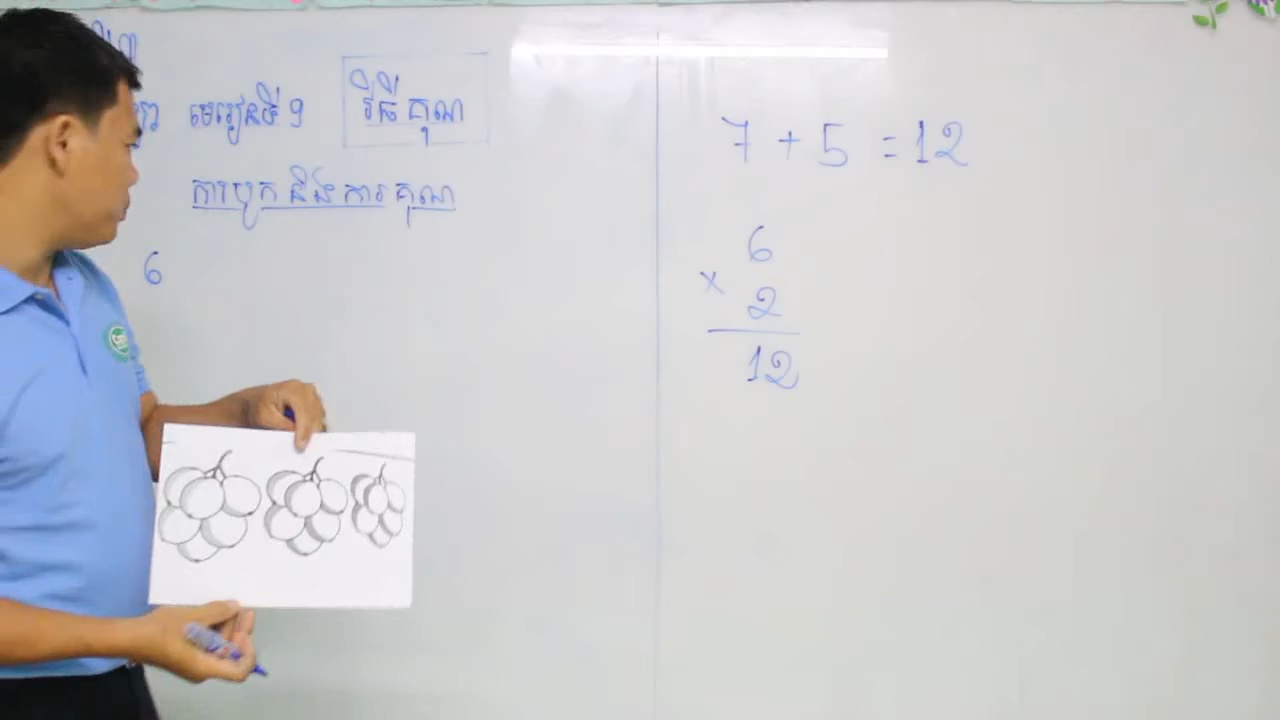 មេរៀនទី ១
វិធី គុណ
ការបូក និង ការ គុណ
6
7 + 5 = 12
6
× 2
12